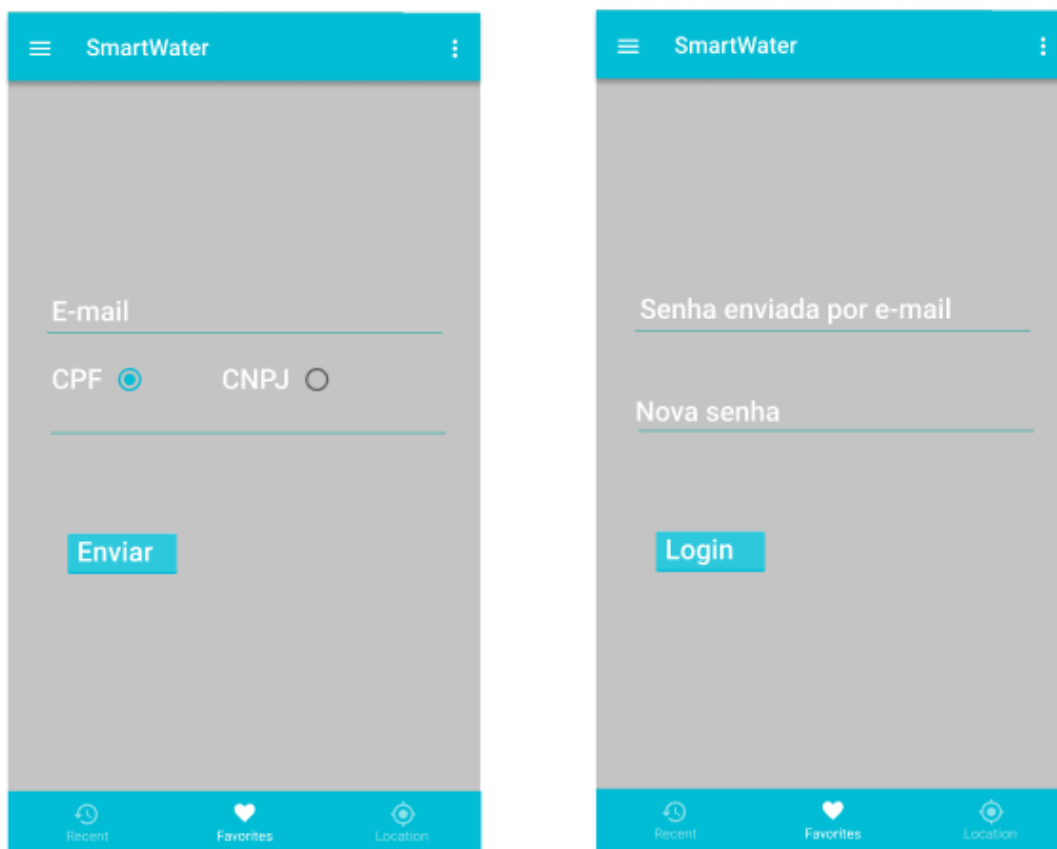 SmartWater
E-mail
CPF CNPJ
Enviar
Recent Favorites Location
SmartWater
Senha enviada por e-mail
Nova senha
Login
Recent Favorites Location